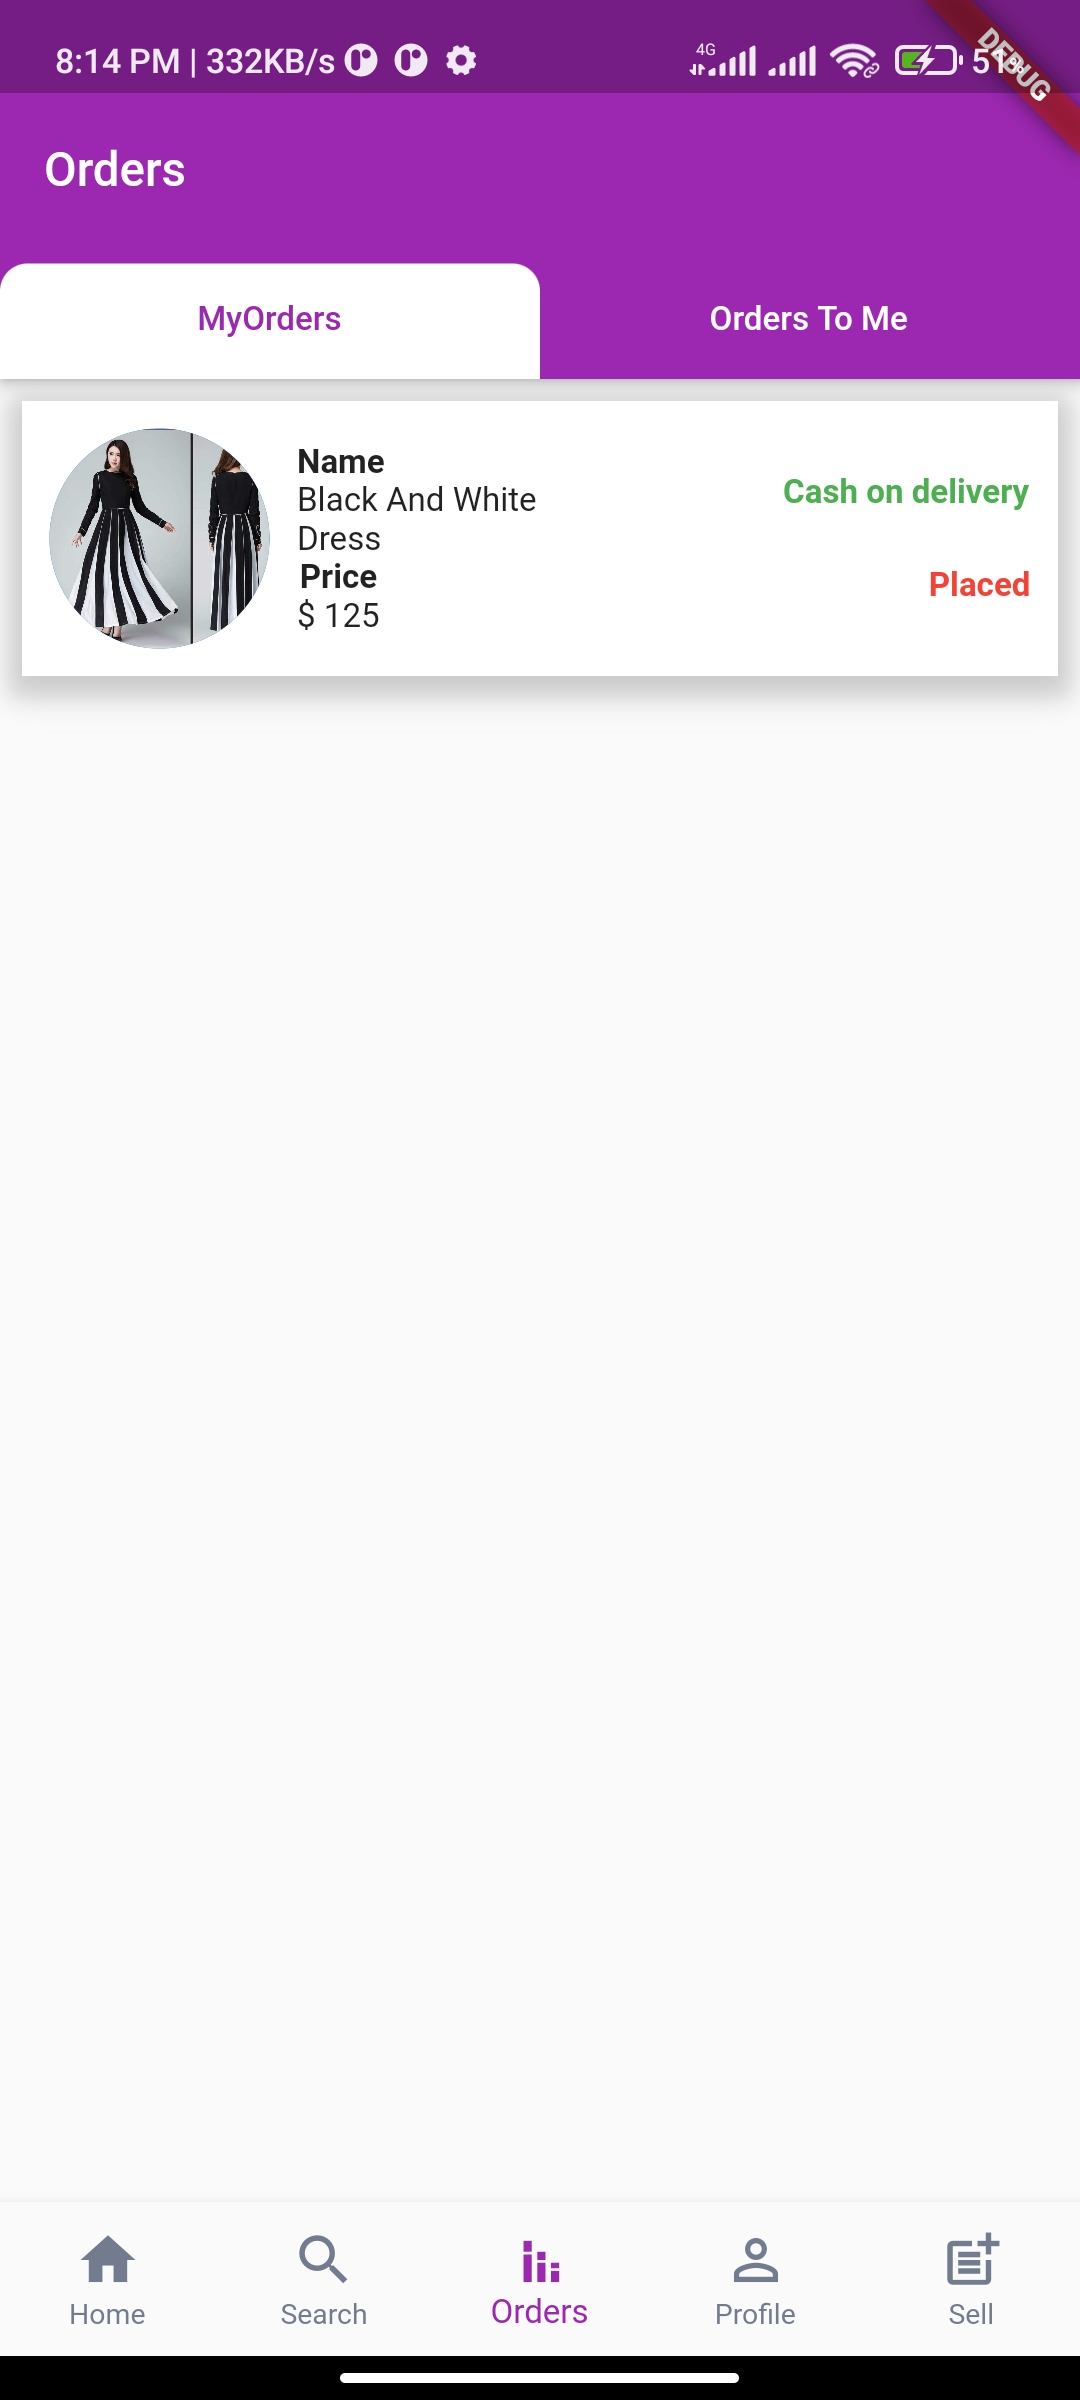 8:14 PM | 332KB/s
4G
DEBUG
Orders
MyOrders
Orders To Me
Name
Black And White
Dress
Price
$ 125
Cash on delivery
Placed
Home
Search
Orders
Profile
Sell